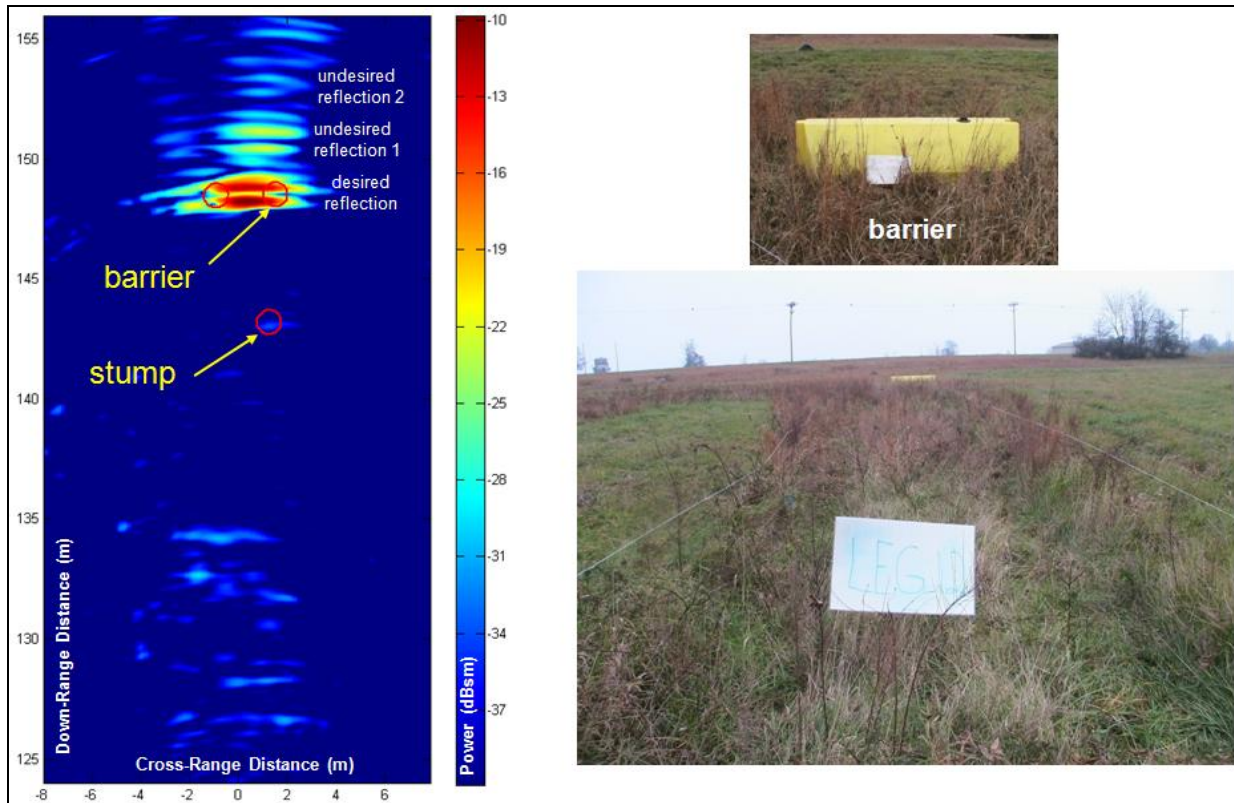 155
150
145
140
135
130
125
-8
-6
-4
-2
0
2
4
6
Down-Range Distance (m)
Cross-Range Distance (m)
undesired
reflection 2
undesired
reflection 1
desired
reflection
barrier
stump
-10
-13
-16
-19
-22
-25
-28
-31
-34
-37
Power (dBsm)
barrier